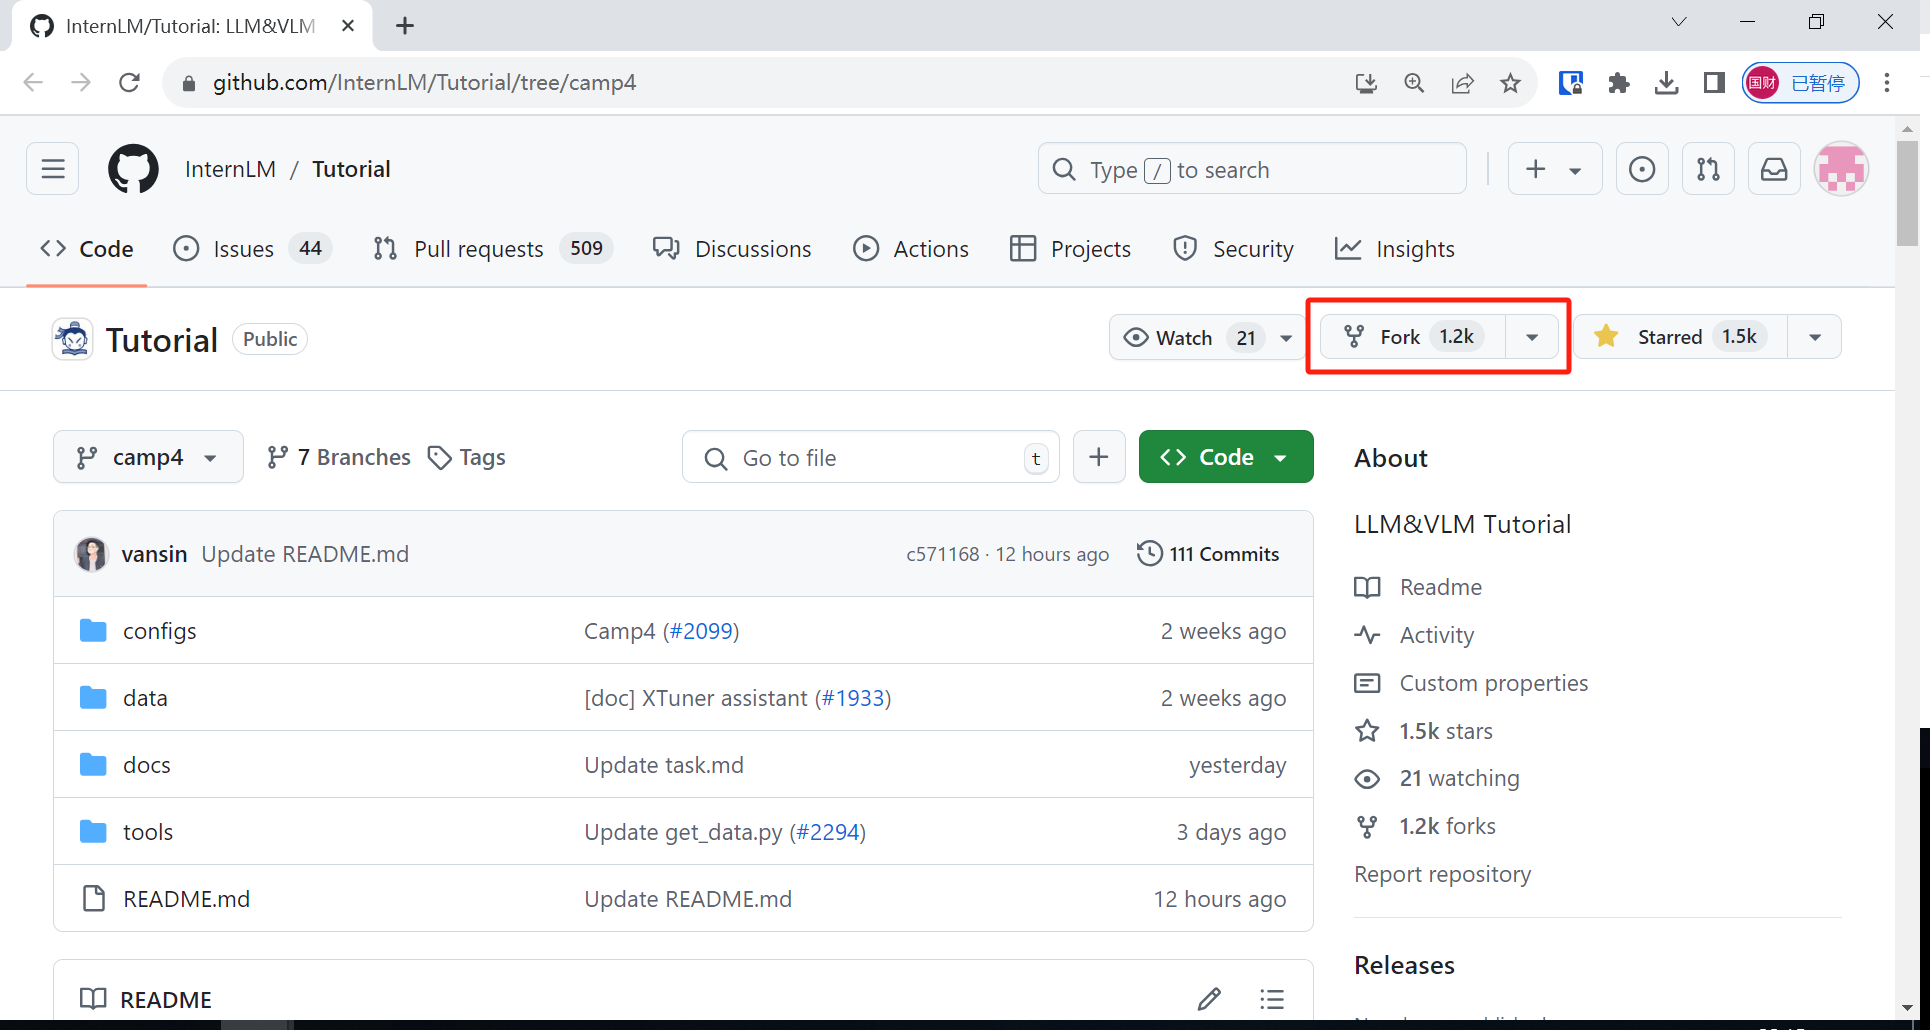 InternLM/Tutorial: LLM&VLM
github.com/InternLM/Tutorial/tree/camp4
国财 已暂停
InternLM / Tutorial
Type / to search
Code Issues 44 Pull requests 509 Discussions Actions Projects Security Insights
Tutorial Public
Watch 21 Fork 1.2k Starred 1.5k
camp4 7 Branches Tags Go to file t Code
vansin Update README.md c571168 · 12 hours ago 111 Commits
configs Camp4 (#2099) 2 weeks ago
data [doc] XTuner assistant (#1933) 2 weeks ago
docs Update task.md yesterday
tools Update get_data.py (#2294) 3 days ago
README.md Update README.md 12 hours ago
README
About
LLM&VLM Tutorial
Readme
Activity
Custom properties
1.5k stars
21 watching
1.2k forks
Report repository
Releases